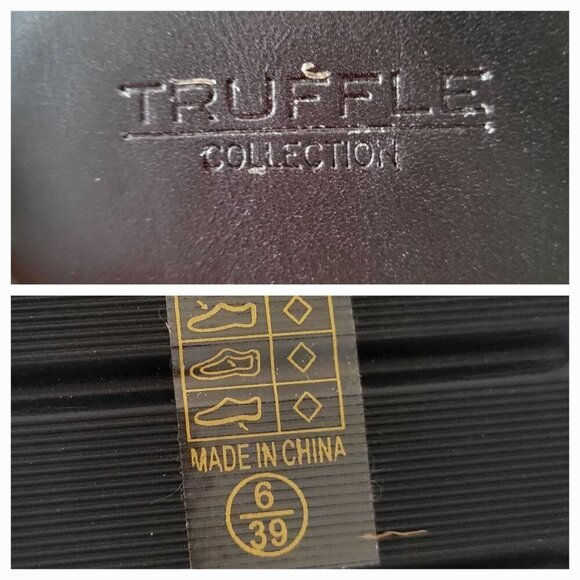 TRUFFLE
COLLECTION
MADE IN CHINA
6
39